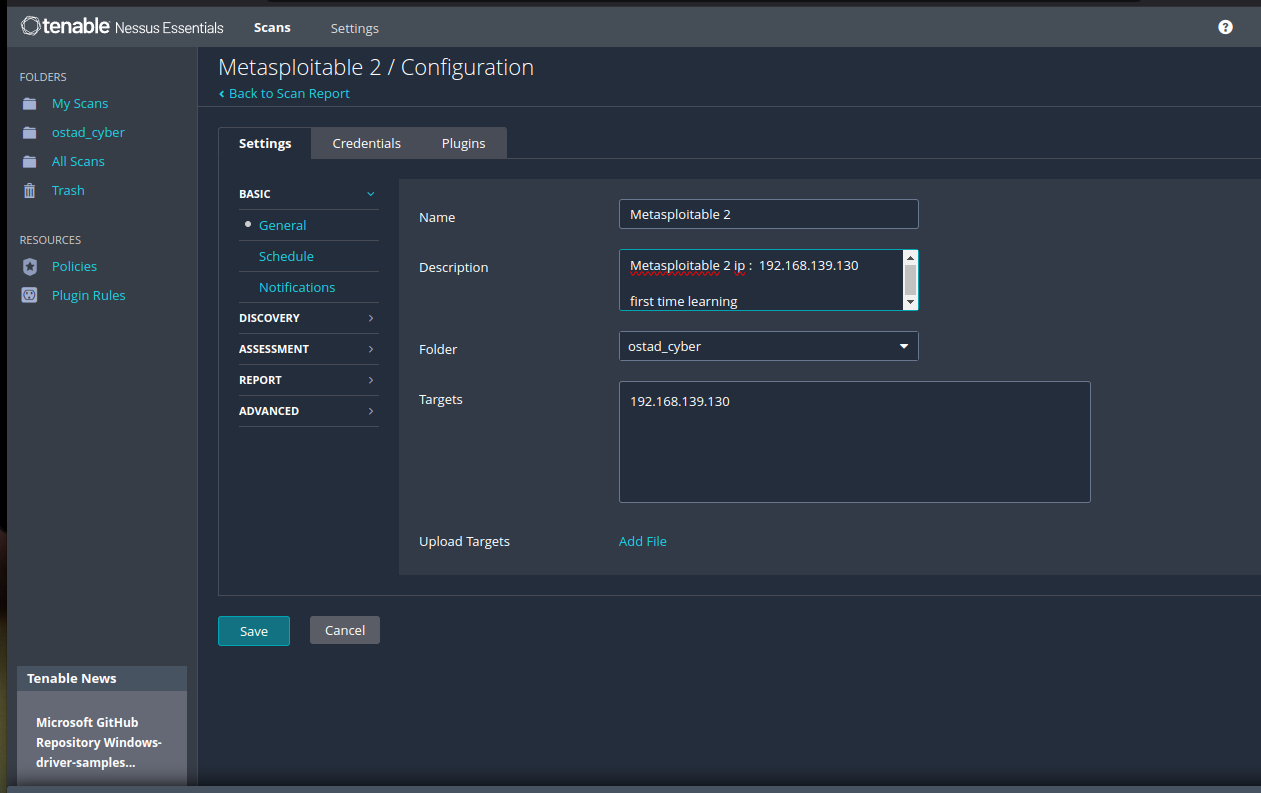 tenable Nessus Essentials
Scans
Settings
?
FOLDERS
My Scans
ostad_cyber
All Scans
Trash
RESOURCES
Policies
Plugin Rules
Tenable News
Microsoft GitHub
Repository Windows-
driver-samples...
Metasploitable 2 / Configuration
‹ Back to Scan Report
Settings
Credentials
Plugins
BASIC
General
Schedule
Notifications
DISCOVERY
ASSESSMENT
REPORT
ADVANCED
Name
Metasploitable 2
Description
Metasploitable 2 ip :  192.168.139.130
first time learning
Folder
ostad_cyber
Targets
192.168.139.130
Upload Targets
Add File
Save
Cancel